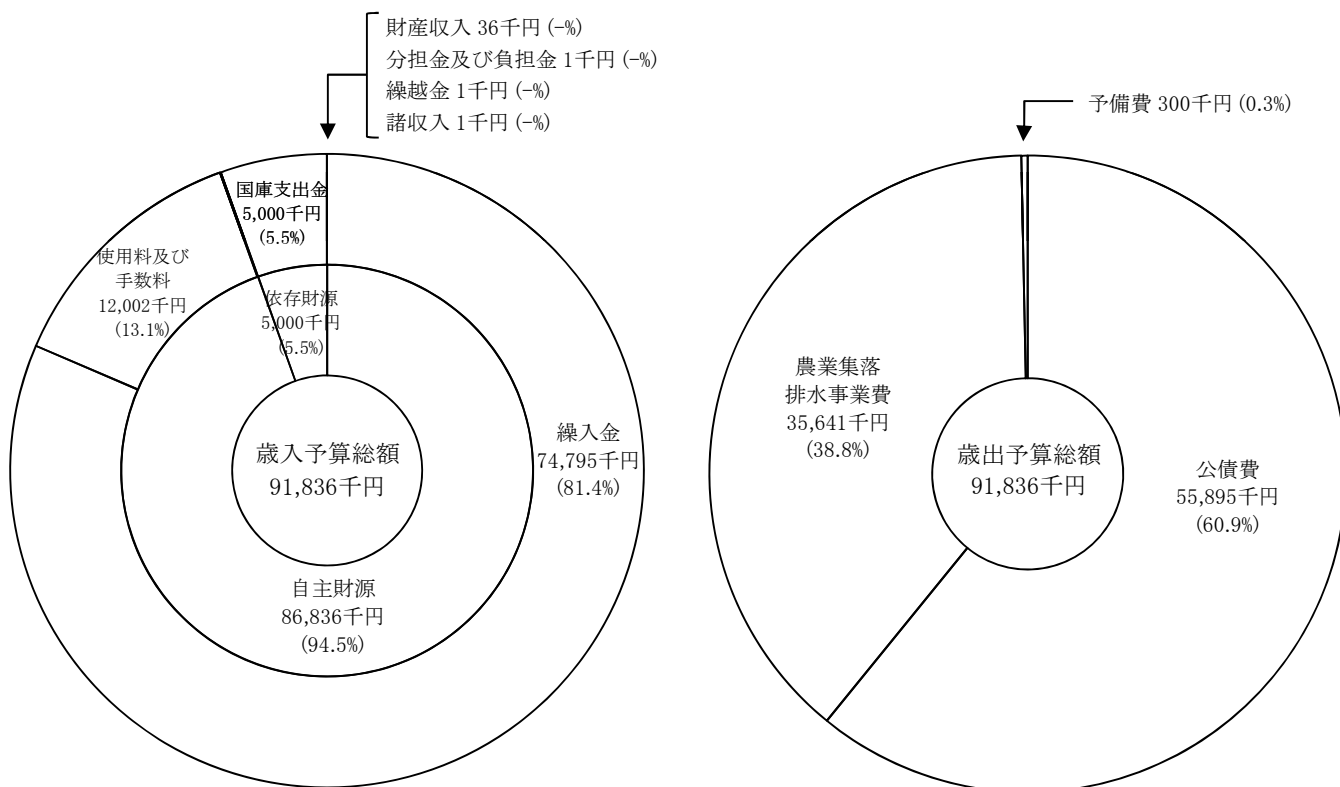 財産収入 36千円 (-%)
分担金及び負担金 1千円 (-%)
繰越金 1千円 (-%)
諸収入 1千円 (-%)
国庫支出金
5,000千円
(5.5%)
使用料及び
手数料
12,002千円
(13.1%)
依存財源
5,000千円
(5.5%)
繰入金
74,795千円
(81.4%)
歳入予算総額
91,836千円
自主財源
86,836千円
(94.5%)
予備費 300千円 (0.3%)
農業集落
排水事業費
35,641千円
(38.8%)
歳出予算総額
91,836千円
公債費
55,895千円
(60.9%)